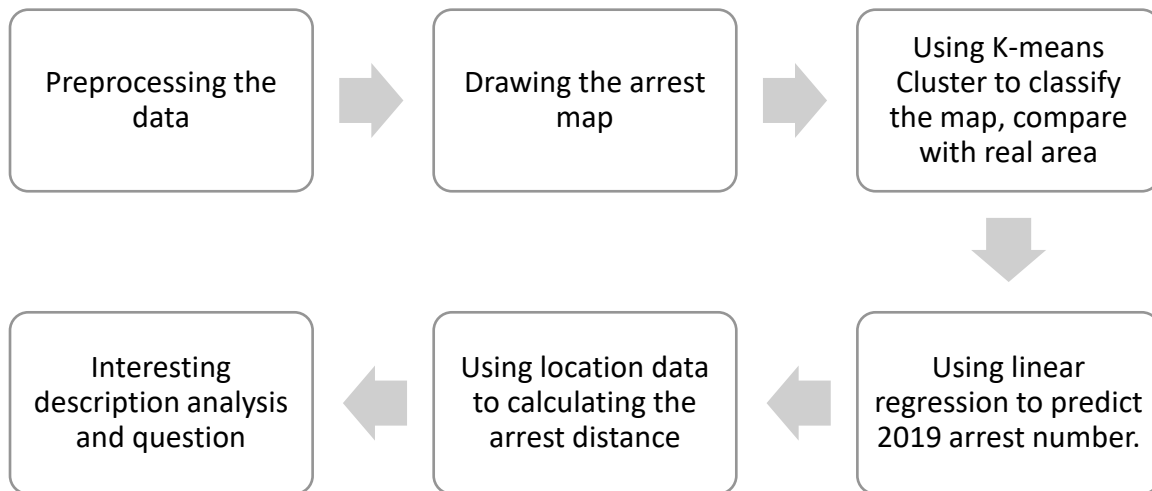 Preprocessing the
data
Drawing the arrest
map
Using K-means
Cluster to classify
the map, compare
with real area
Using linear
regression to predict
2019 arrest number.
Using location data
to calculating the
arrest distance
Interesting
description analysis
and question